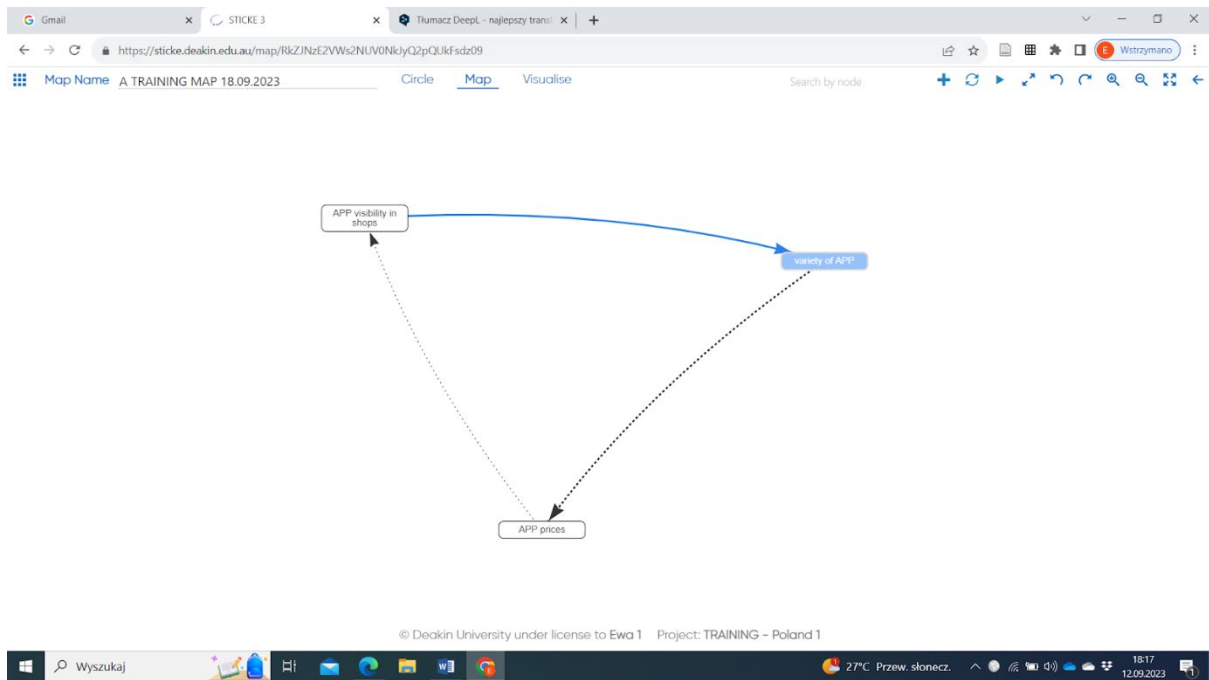 Gmail
STICKE 3
Tłumacz DeepL - najlepszy transl
https://sticke.deakin.edu.au/map/RkZJNzE2VWs2NUV0NkJyQ2pQUkFsdz09
E Wstrzymano
Map Name A TRAINING MAP 18.09.2023
Circle Map Visualise
Search by node
APP visibility in
shops
variety of APP
APP prices
© Deakin University under license to Ewa 1 Project: TRAINING - Poland 1
Wyszukaj
27°C Przew. słonecz.
18:17
12.09.2023
1